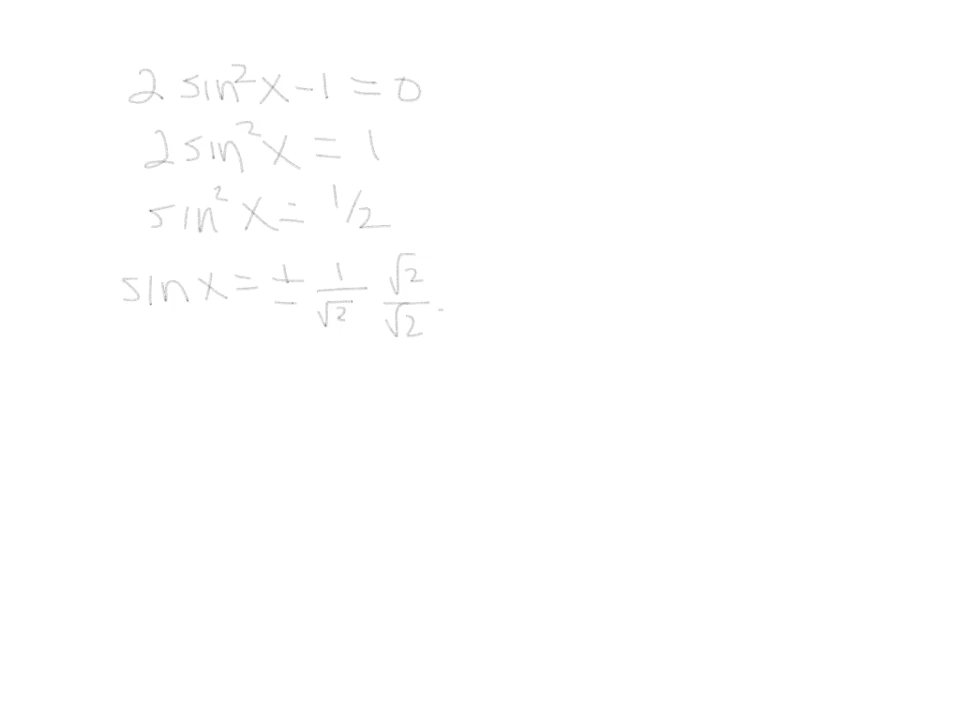 2 sin²x - 1 = 0
2 sin²x = 1
sin²x = 1/2
sin x = ± 1/√2 √2/√2